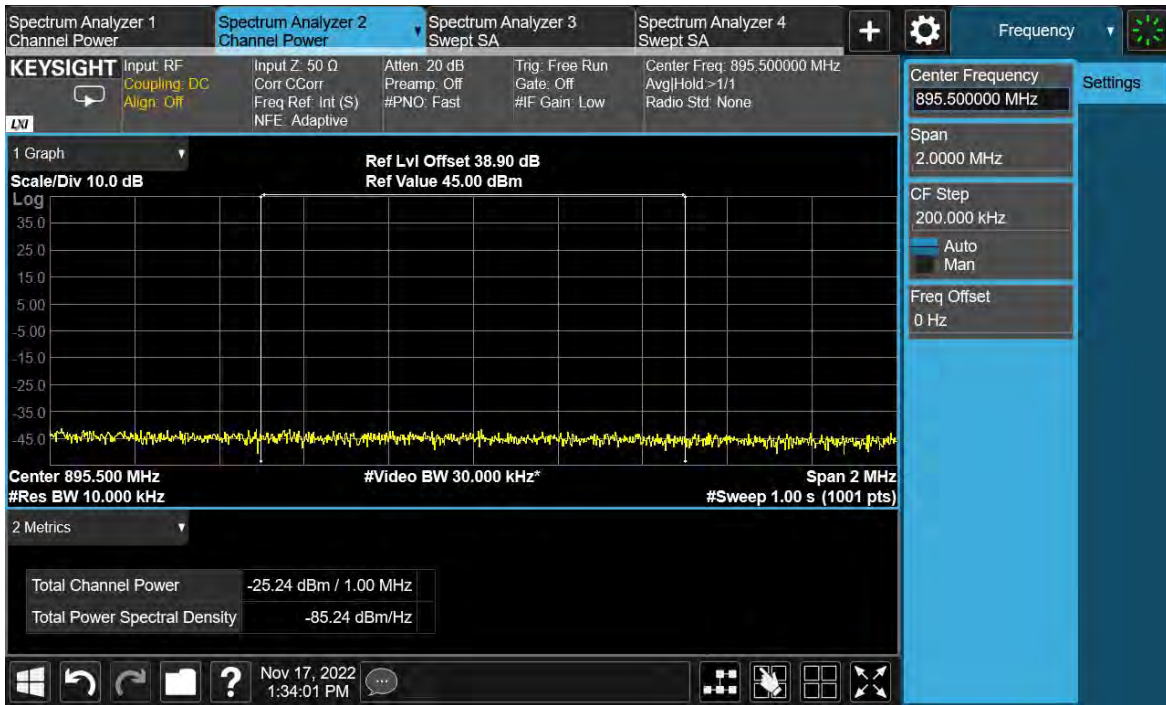 Spectrum Analyzer 1
Channel Power
Spectrum Analyzer 2
Channel Power
Spectrum Analyzer 3
Swept SA
Spectrum Analyzer 4
Swept SA
+
Frequency
KEYSIGHT
LXI
Input: RF
Coupling: DC
Align: Off
Input Z: 50 Ω
Corr CCorr
Freq Ref: Int (S)
NFE: Adaptive
Atten: 20 dB
Preamp: Off
#PNO: Fast
Trig: Free Run
Gate: Off
#IF Gain: Low
Center Freq: 895.500000 MHz
Avg|Hold:>1/1
Radio Std: None
Center Frequency
895.500000 MHz
Settings
Span
2.0000 MHz
CF Step
200.000 kHz
Auto
Man
Freq Offset
0 Hz
1 Graph
Scale/Div 10.0 dB
Ref Lvl Offset 38.90 dB
Ref Value 45.00 dBm
Log
35.0
25.0
15.0
5.00
-5.00
-15.0
-25.0
-35.0
-45.0
Center 895.500 MHz
#Video BW 30.000 kHz*
Span 2 MHz
#Res BW 10.000 kHz
#Sweep 1.00 s (1001 pts)
2 Metrics
Total Channel Power -25.24 dBm / 1.00 MHz
Total Power Spectral Density -85.24 dBm/Hz
?
Nov 17, 2022
1:34:01 PM